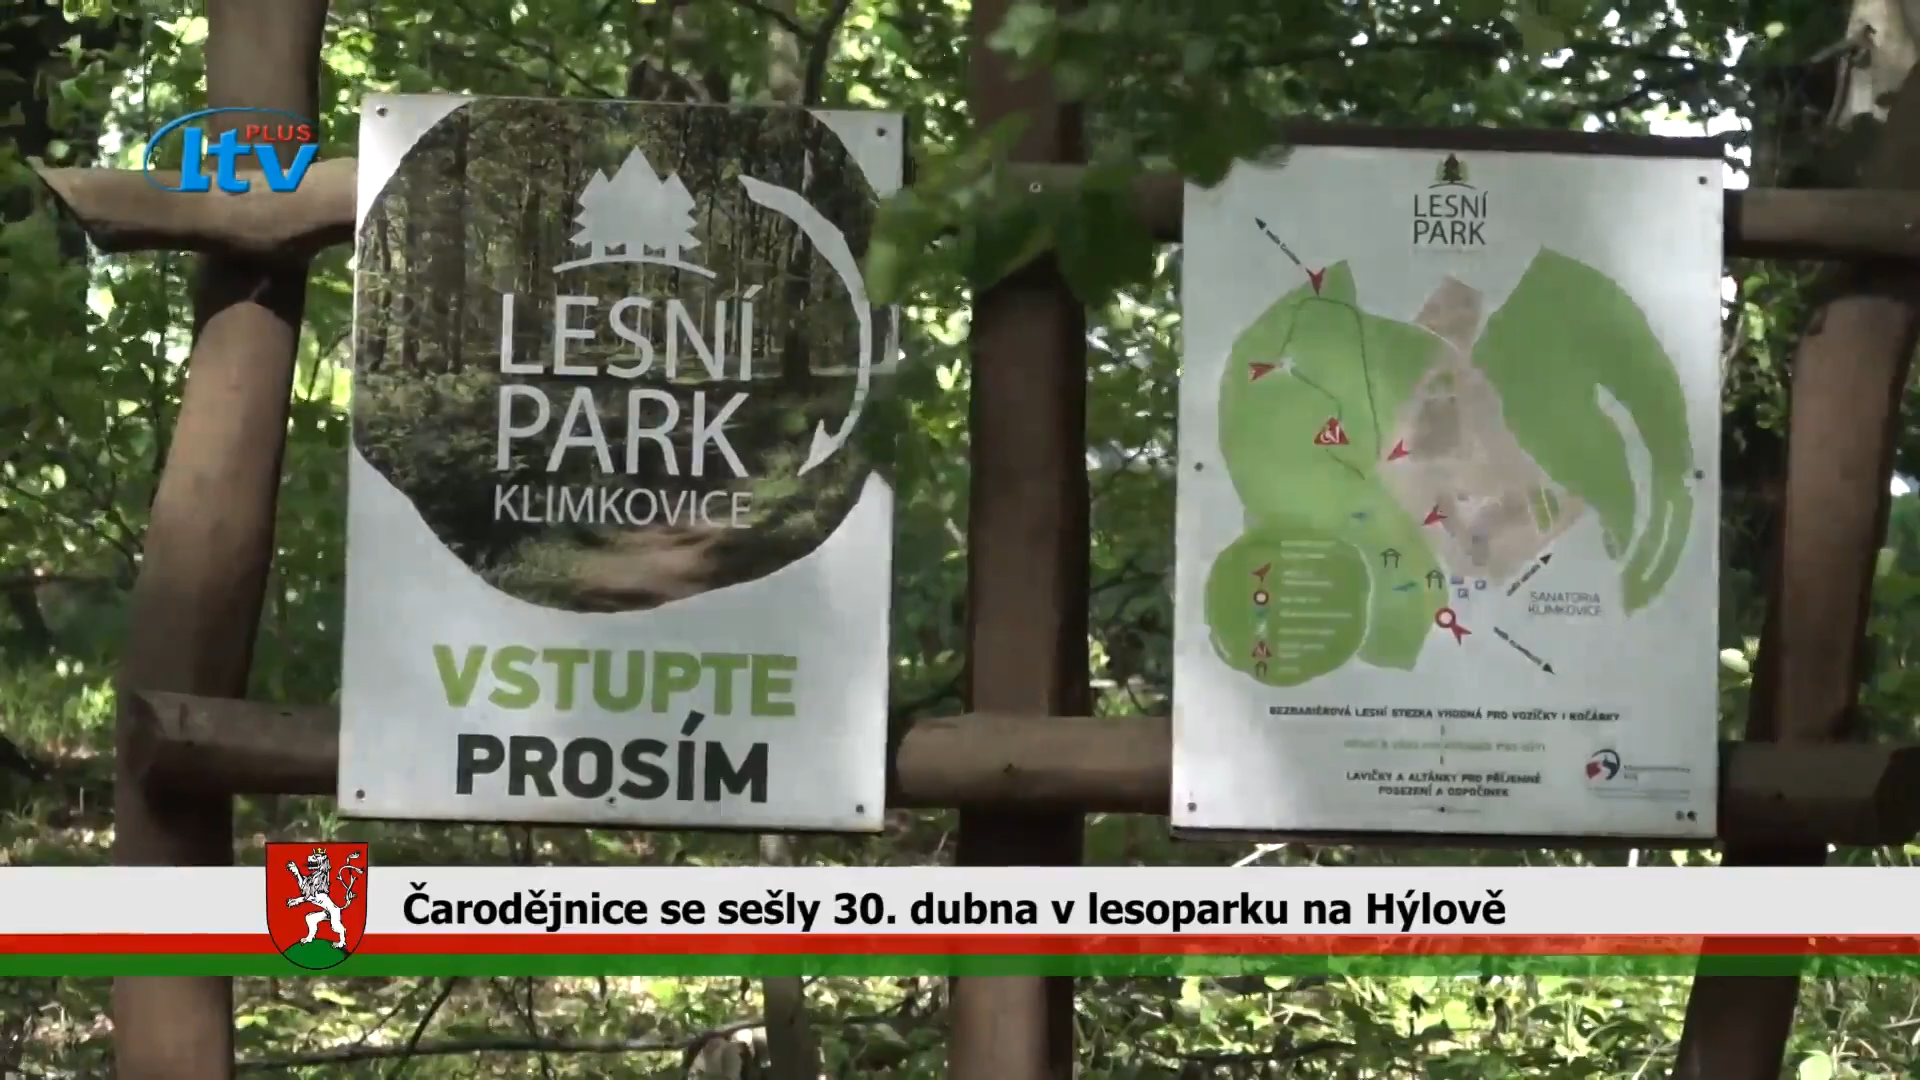 LTV PLUS
LESNÍ
PARK
KLIMKOVICE
VSTUPTE
PROSÍM
LESNÍ
PARK
SANATORIA
KLIMKOVICE
BEZBARIÉROVÁ LESNÍ STEZKA VHODNÁ PRO VOZÍČKY I KOČÁRKY
LAVIČKY A ALTÁNKY PRO PŘÍJEMNÉ
POSEZENÍ A ODPOČINEK
Čarodějnice se sešly 30. dubna v lesoparku na Hýlově